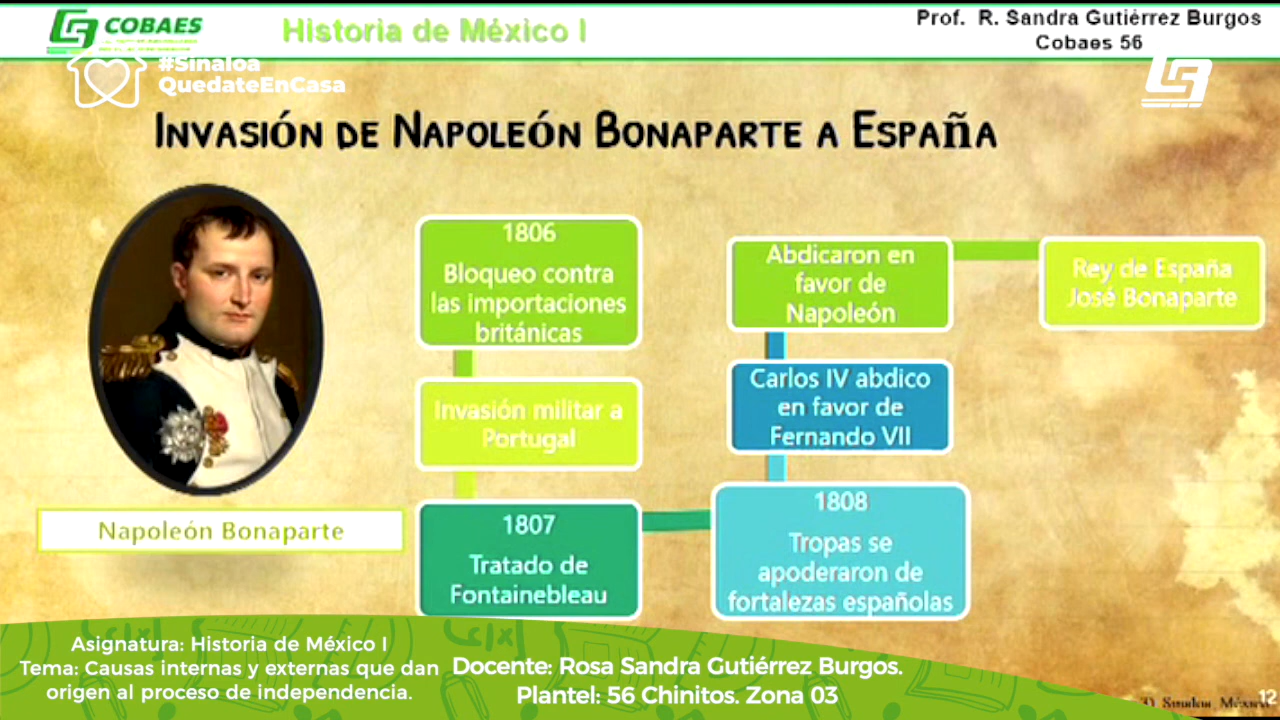 COBAES
Historia de México I
Prof. R. Sandra Gutiérrez Burgos
Cobaes 56
#Sinaloa
QuedateEnCasa
Invasión de Napoleón Bonaparte a España
Napoleón Bonaparte
1806
Bloqueo contra
las importaciones
británicas
Invasión militar a
Portugal
1807
Tratado de
Fontainebleau
1808
Tropas se
apoderaron de
fortalezas españolas
Carlos IV abdico
en favor de
Fernando VII
Abdicaron en
favor de
Napoleón
Rey de España
José Bonaparte
Asignatura: Historia de México I
Tema: Causas internas y externas que dan
origen al proceso de independencia.
Docente: Rosa Sandra Gutiérrez Burgos.
Plantel: 56 Chinitos. Zona 03
Sinaloa, México
12